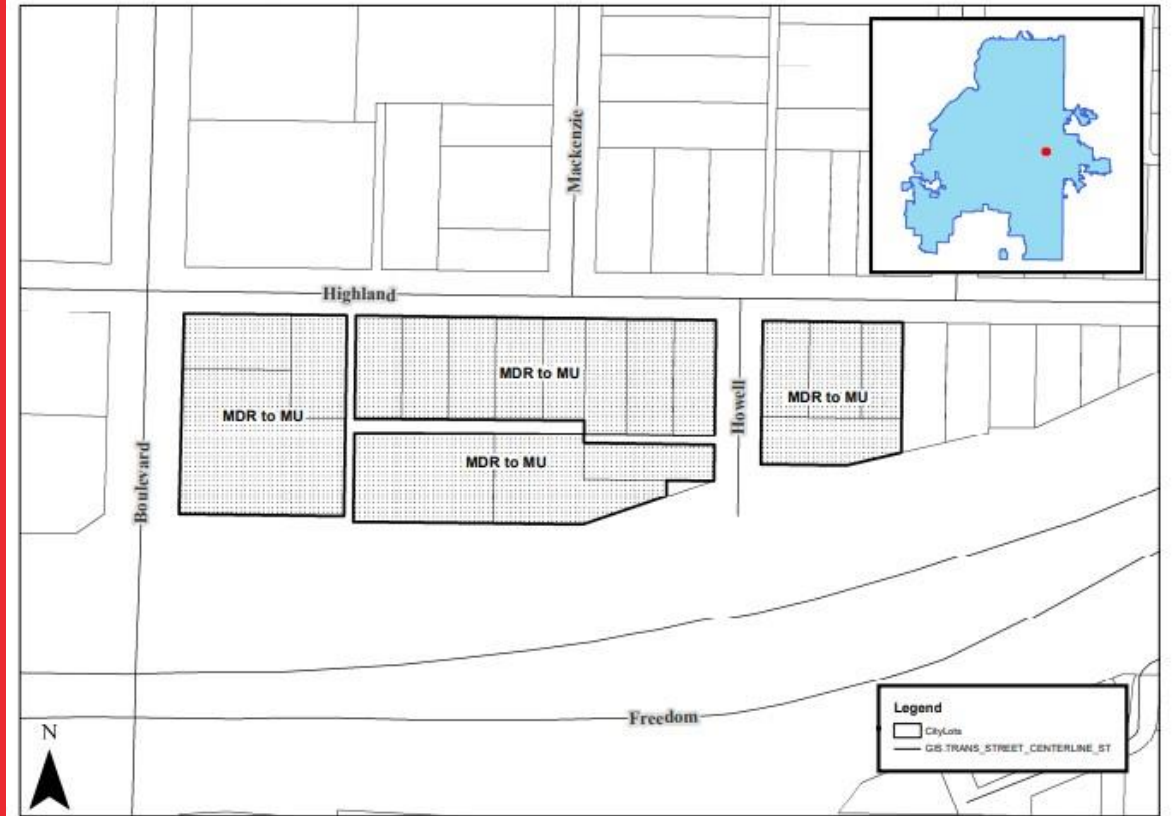 Mackenzie
Highland
MDR to MU
MDR to MU
MDR to MU
MDR to MU
Howell
Boulevard
Freedom
N
Legend
CityLots
GIS.TRANS_STREET_CENTERLINE_ST